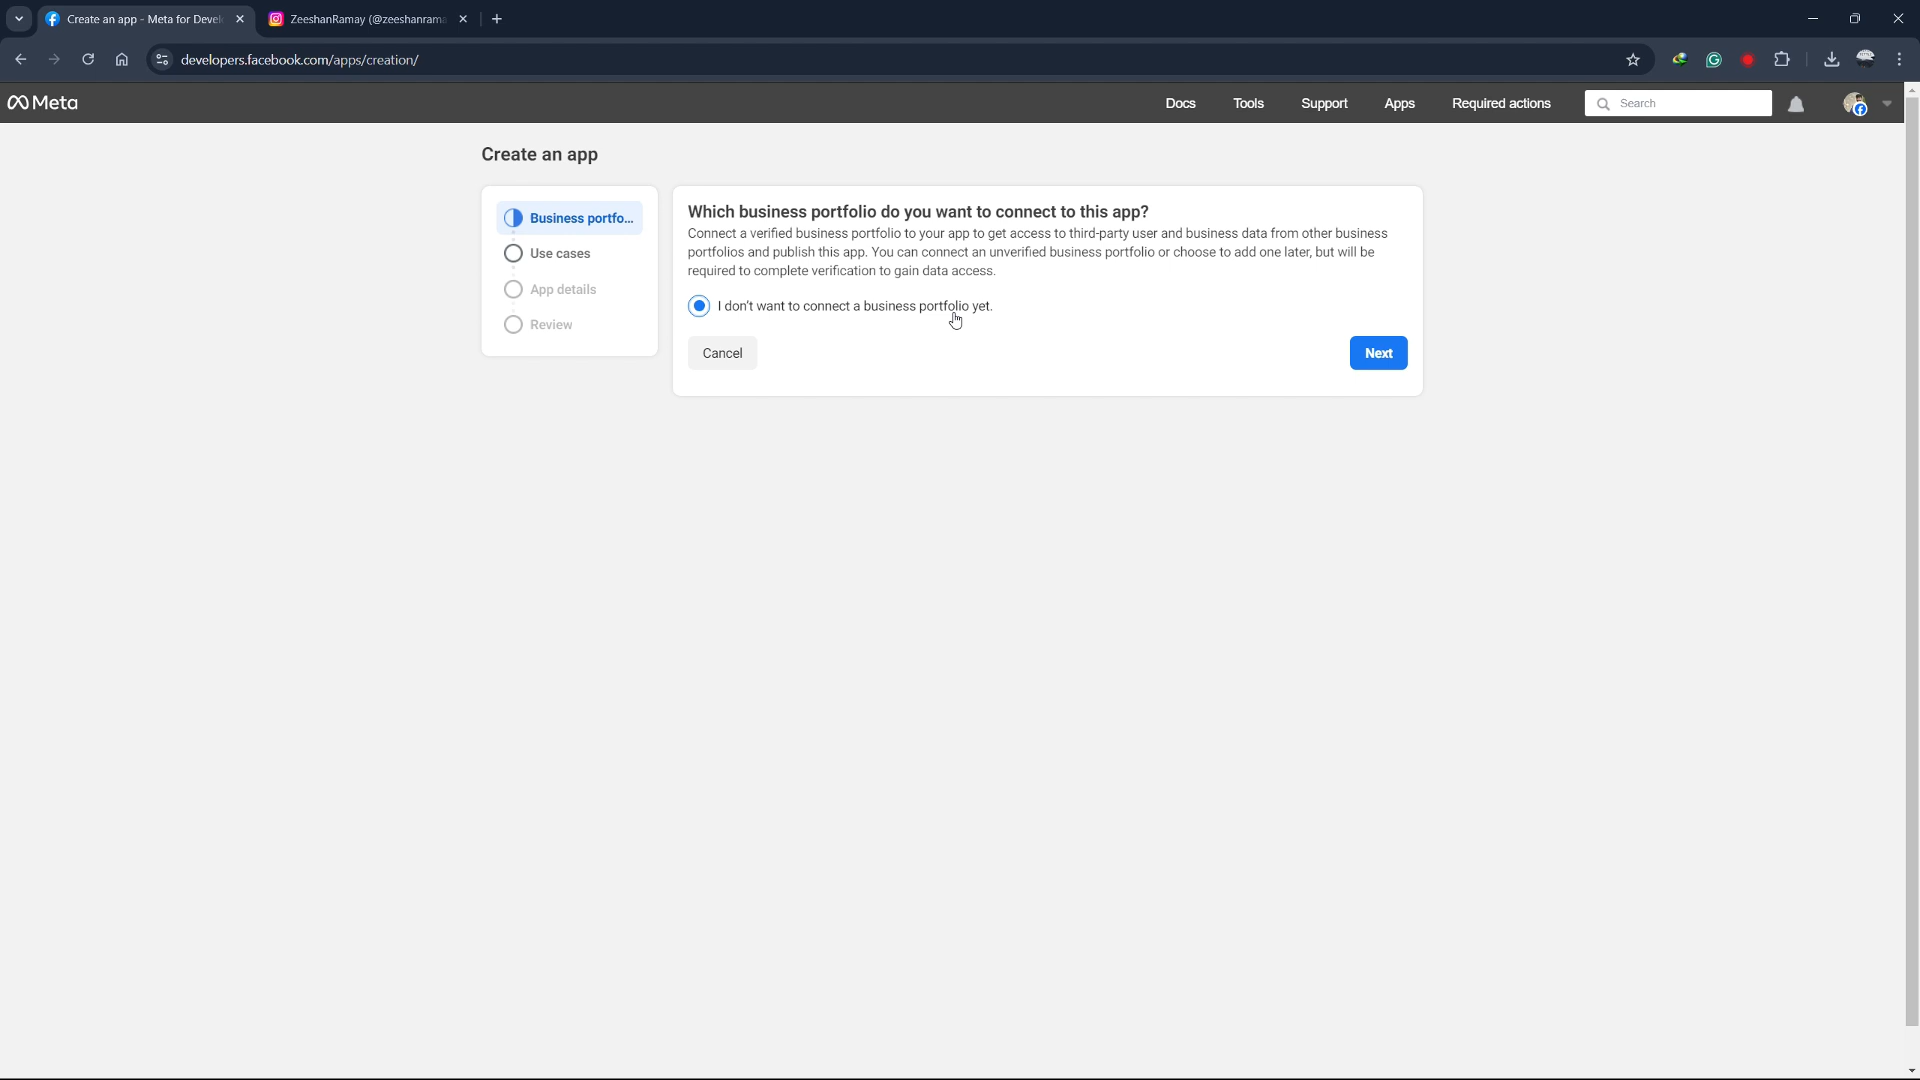 Create an app - Meta for Devel
ZeeshanRamay (@zeeshanrama
developers.facebook.com/apps/creation/
Meta
Docs
Tools
Support
Apps
Required actions
Search
Create an app
Business portfo...
Use cases
App details
Review
Which business portfolio do you want to connect to this app?
Connect a verified business portfolio to your app to get access to third-party user and business data from other business
portfolios and publish this app. You can connect an unverified business portfolio or choose to add one later, but will be
required to complete verification to gain data access.
I don't want to connect a business portfolio yet.
Cancel
Next